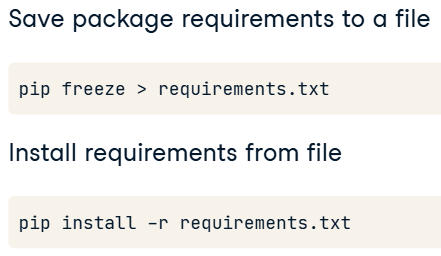 Save package requirements to a file
pip freeze > requirements.txt
Install requirements from file
pip install -r requirements.txt